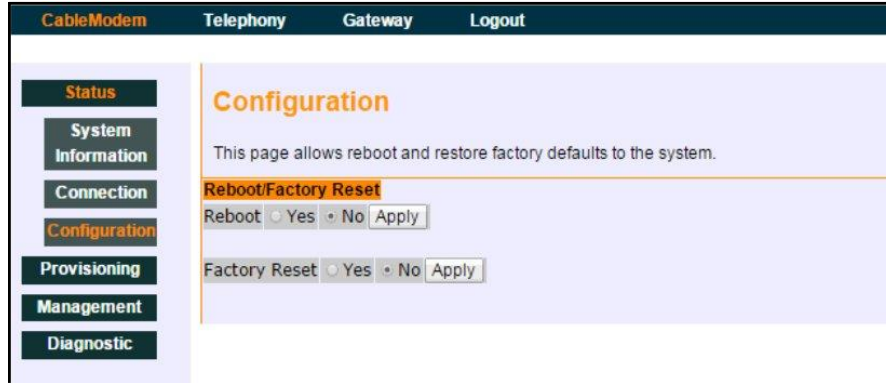 CableModem Telephony Gateway Logout
Status
System
Information
Connection
Configuration
Provisioning
Management
Diagnostic
Configuration
This page allows reboot and restore factory defaults to the system.
Reboot/Factory Reset
Reboot Yes No Apply
Factory Reset Yes No Apply